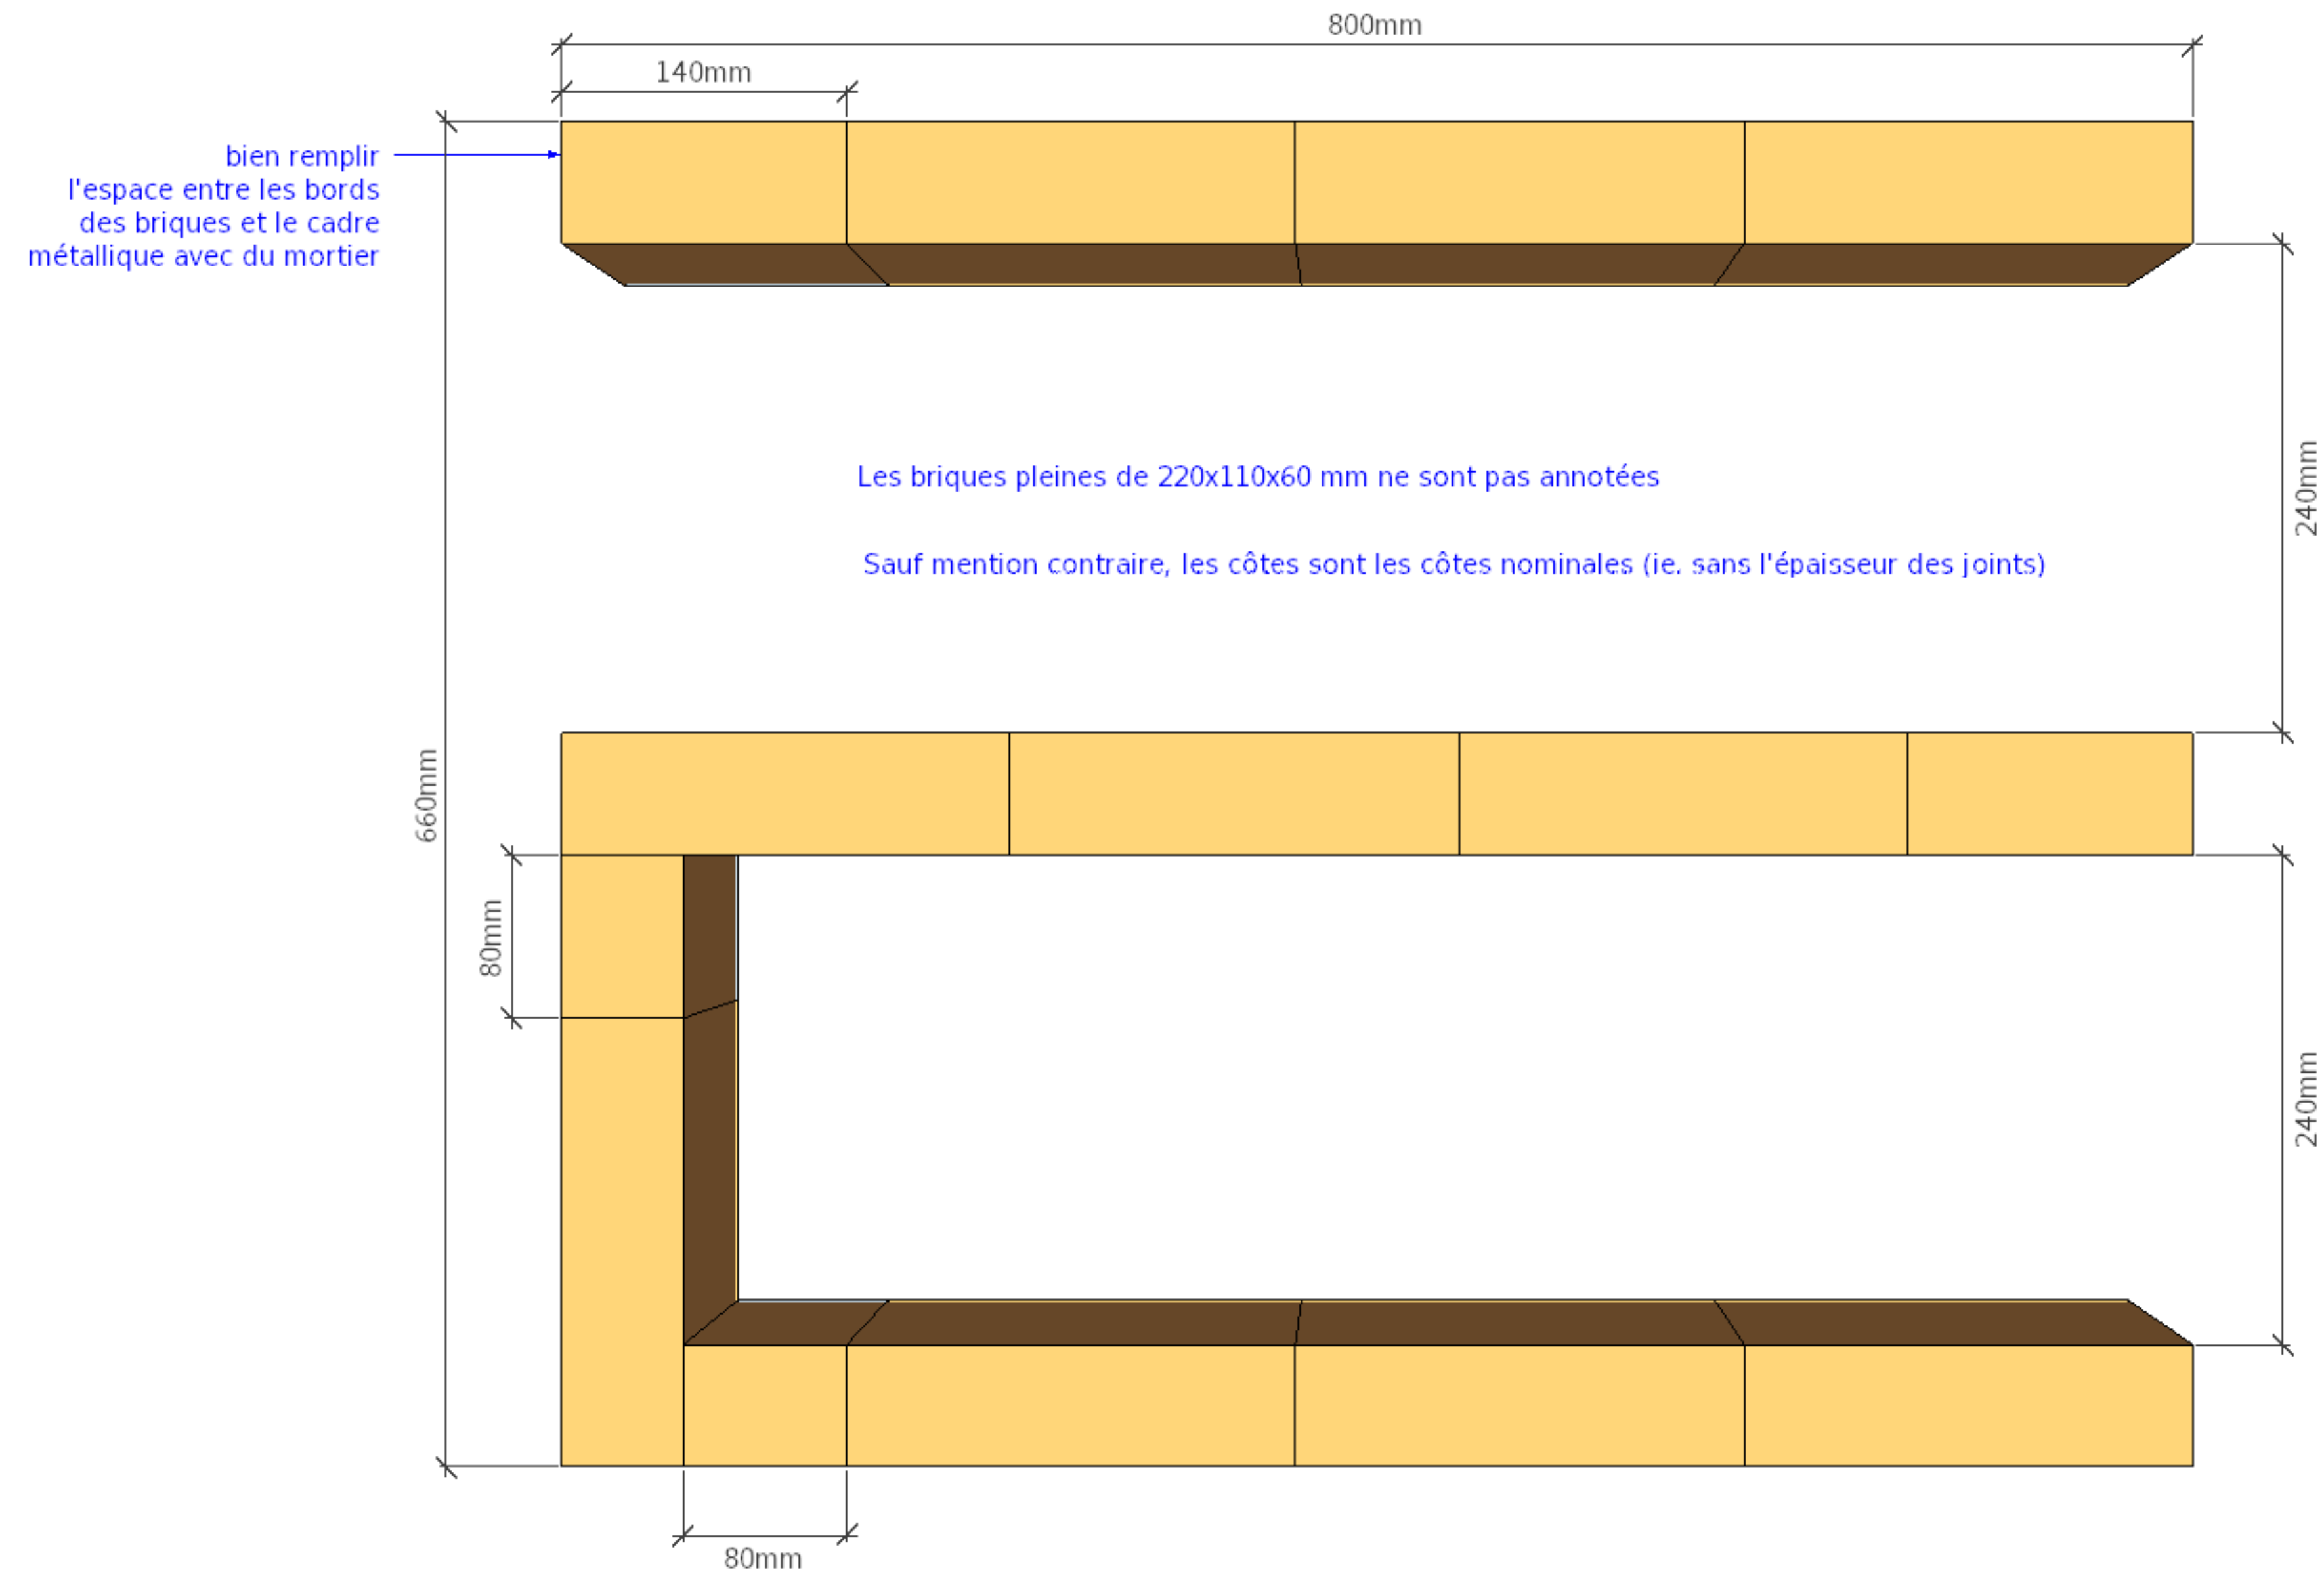 800mm
140mm
bien remplir
l'espace entre les bords
des briques et le cadre
métallique avec du mortier
240mm
Les briques pleines de 220x110x60 mm ne sont pas annotées
Sauf mention contraire, les côtes sont les côtes nominales (ie. sans l'épaisseur des joints)
660mm
80mm
240mm
80mm